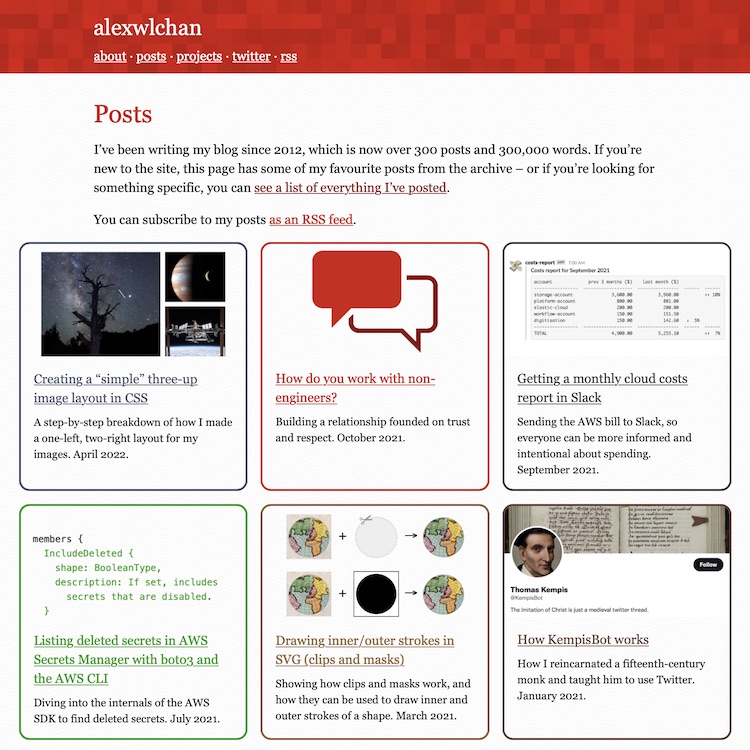 alexwlchan
about · posts · projects · twitter · rss
Posts
I’ve been writing my blog since 2012, which is now over 300 posts and 300,000 words. If you’re
new to the site, this page has some of my favourite posts from the archive – or if you’re looking for
something specific, you can see a list of everything I’ve posted.
You can subscribe to my posts as an RSS feed.
Creating a “simple” three-up
image layout in CSS
A step-by-step breakdown of how I made
a one-left, two-right layout for my
images. April 2022.
How do you work with non-
engineers?
Building a relationship founded on trust
and respect. October 2021.
costs-report APP 7:00 AM
Costs report for September 2021
account prev 3 months ($) last month ($)
storage-account 3,600.00 3,960.00 ↑↑ 10%
platform-account 800.00 801.00
elastic-cloud 200.00 200.00
workflow-account 150.00 151.50
digitisation 150.00 142.60 ↓ 5%
TOTAL 4,900.00 5,255.10 ↑↑ 7%
Getting a monthly cloud costs
report in Slack
Sending the AWS bill to Slack, so
everyone can be more informed and
intentional about spending.
September 2021.
members {
IncludeDeleted {
shape: BooleanType,
description: If set, includes
secrets that are disabled.
}
Listing deleted secrets in AWS
Secrets Manager with boto3 and
the AWS CLI
Diving into the internals of the AWS
SDK to find deleted secrets. July 2021.
Drawing inner/outer strokes in
SVG (clips and masks)
Showing how clips and masks work, and
how they can be used to draw inner and
outer strokes of a shape. March 2021.
Follow
Thomas Kempis
@KempisBot
The Imitation of Christ is just a medieval twitter thread.
How KempisBot works
How I reincarnated a fifteenth-century
monk and taught him to use Twitter.
January 2021.